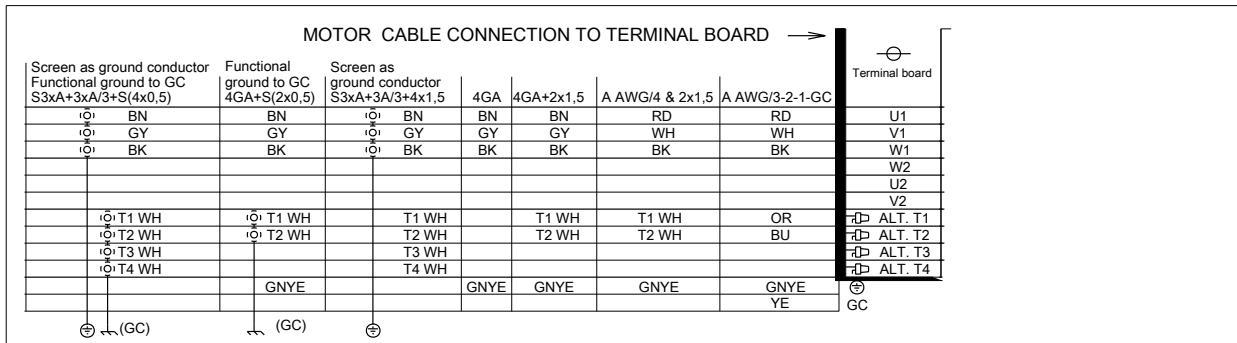 MOTOR CABLE CONNECTION TO TERMINAL BOARD
Screen as ground conductor
Functional ground to GC
S3xA+3xA/3+S(4x0,5)
Functional
ground to GC
4GA+S(2x0,5)
Screen as
ground conductor
S3xA+3A/3+4x1,5
4GA
4GA+2x1,5
A AWG/4 & 2x1,5
A AWG/3-2-1-GC
Terminal board
BN BN BN BN BN RD RD U1
GY GY GY GY GY WH WH V1
BK BK BK BK BK BK BK W1
W2
U2
V2
T1 WH T1 WH T1 WH T1 WH T1 WH OR ALT. T1
T2 WH T2 WH T2 WH T2 WH T2 WH BU ALT. T2
T3 WH T3 WH ALT. T3
T4 WH T4 WH ALT. T4
GNYE GNYE GNYE GNYE GNYE
YE GC
(GC) (GC)